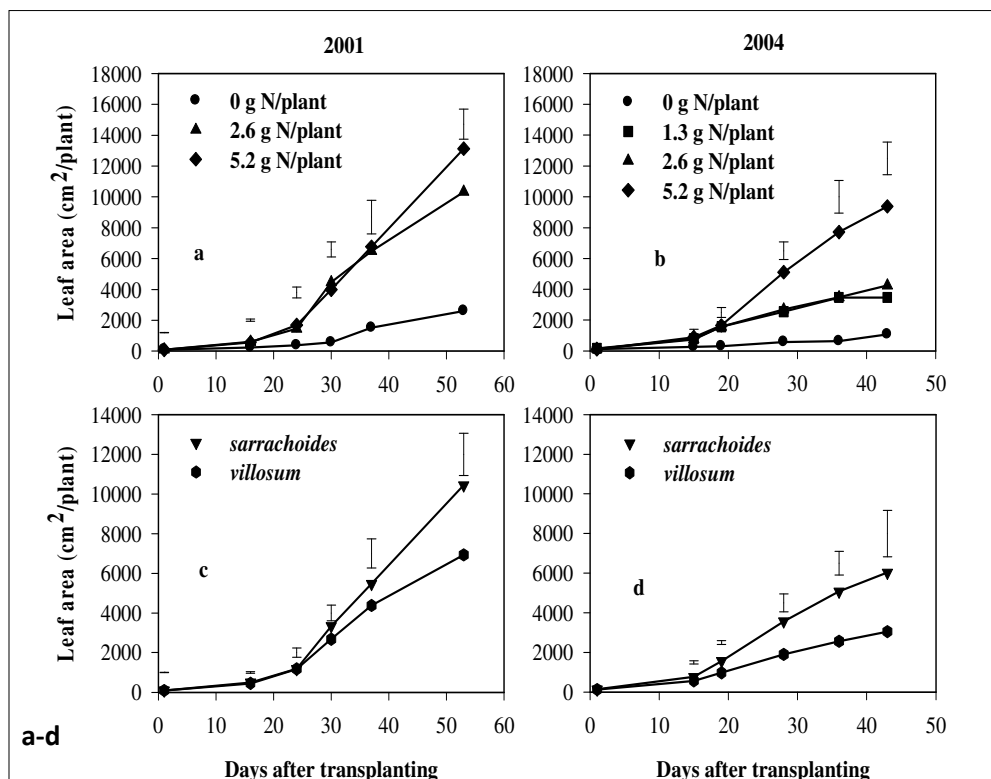 2001
2004
Leaf area (cm2/plant)
18000
16000
14000
12000
10000
8000
6000
4000
2000
0
0 g N/plant
2.6 g N/plant
5.2 g N/plant
a
0 10 20 30 40 50 60
18000
16000
14000
12000
10000
8000
6000
4000
2000
0
0 g N/plant
1.3 g N/plant
2.6 g N/plant
5.2 g N/plant
b
0 10 20 30 40 50
Leaf area (cm2/plant)
14000
12000
10000
8000
6000
4000
2000
0
sarrachoides
villosum
c
0 10 20 30 40 50 60
Days after transplanting
14000
12000
10000
8000
6000
4000
2000
0
sarrachoides
villosum
d
0 10 20 30 40 50
Days after transplanting
a-d